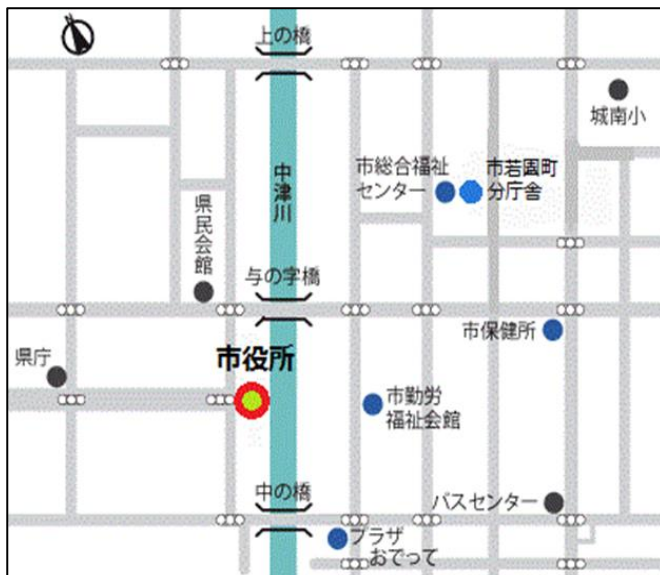 上の橋
城南小
市総合福祉
センター
市若園町
分庁舎
中津川
県民会館
与の字橋
市保健所
市役所
県庁
市勤労
福祉会館
中の橋
バスセンター
プラザ
おでって